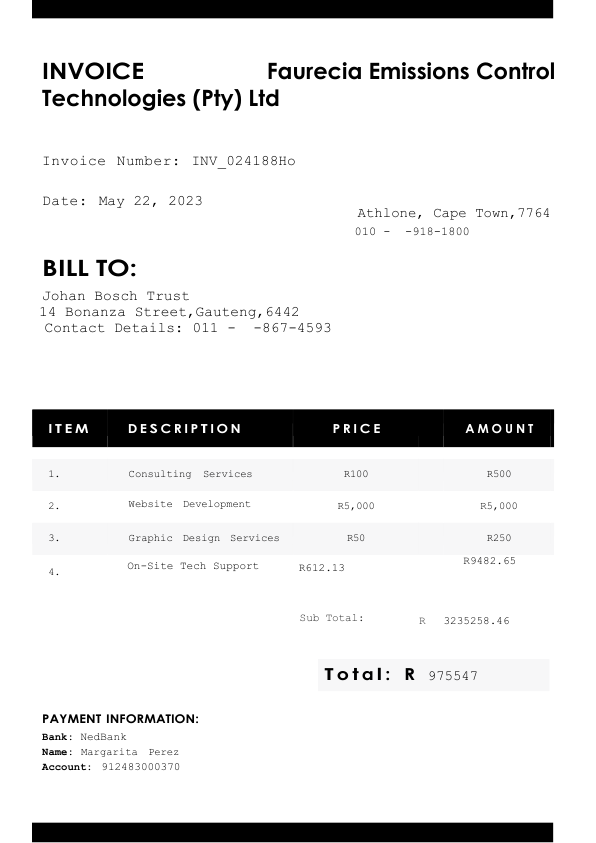 INVOICE Faurecia Emissions Control
Technologies (Pty) Ltd
Invoice Number: INV_024188Ho
Date: May 22, 2023
Athlone, Cape Town,7764
010 - -918-1800
BILL TO:
Johan Bosch Trust
14 Bonanza Street,Gauteng,6442
Contact Details: 011 - -867-4593
ITEM DESCRIPTION PRICE AMOUNT
1. Consulting Services R100 R500
2. Website Development R5,000 R5,000
3. Graphic Design Services R50 R250
4. On-Site Tech Support R612.13 R9482.65
Sub Total: R 3235258.46
Total: R 975547
PAYMENT INFORMATION:
Bank: NedBank
Name: Margarita Perez
Account: 912483000370